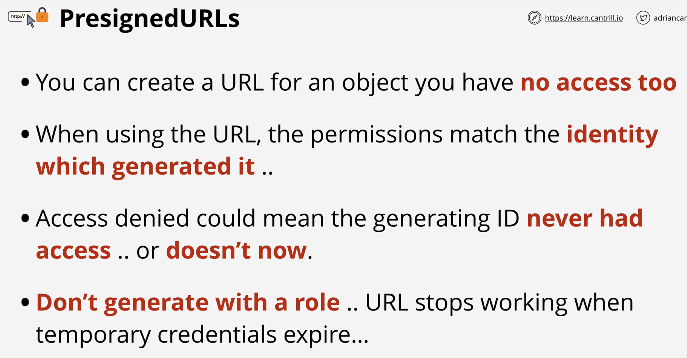 http://
PresignedURLs
https://learn.cantrill.io
adriancan
• You can create a URL for an object you have no access too
• When using the URL, the permissions match the identity
which generated it ..
• Access denied could mean the generating ID never had
access .. or doesn't now.
• Don't generate with a role .. URL stops working when
temporary credentials expire...